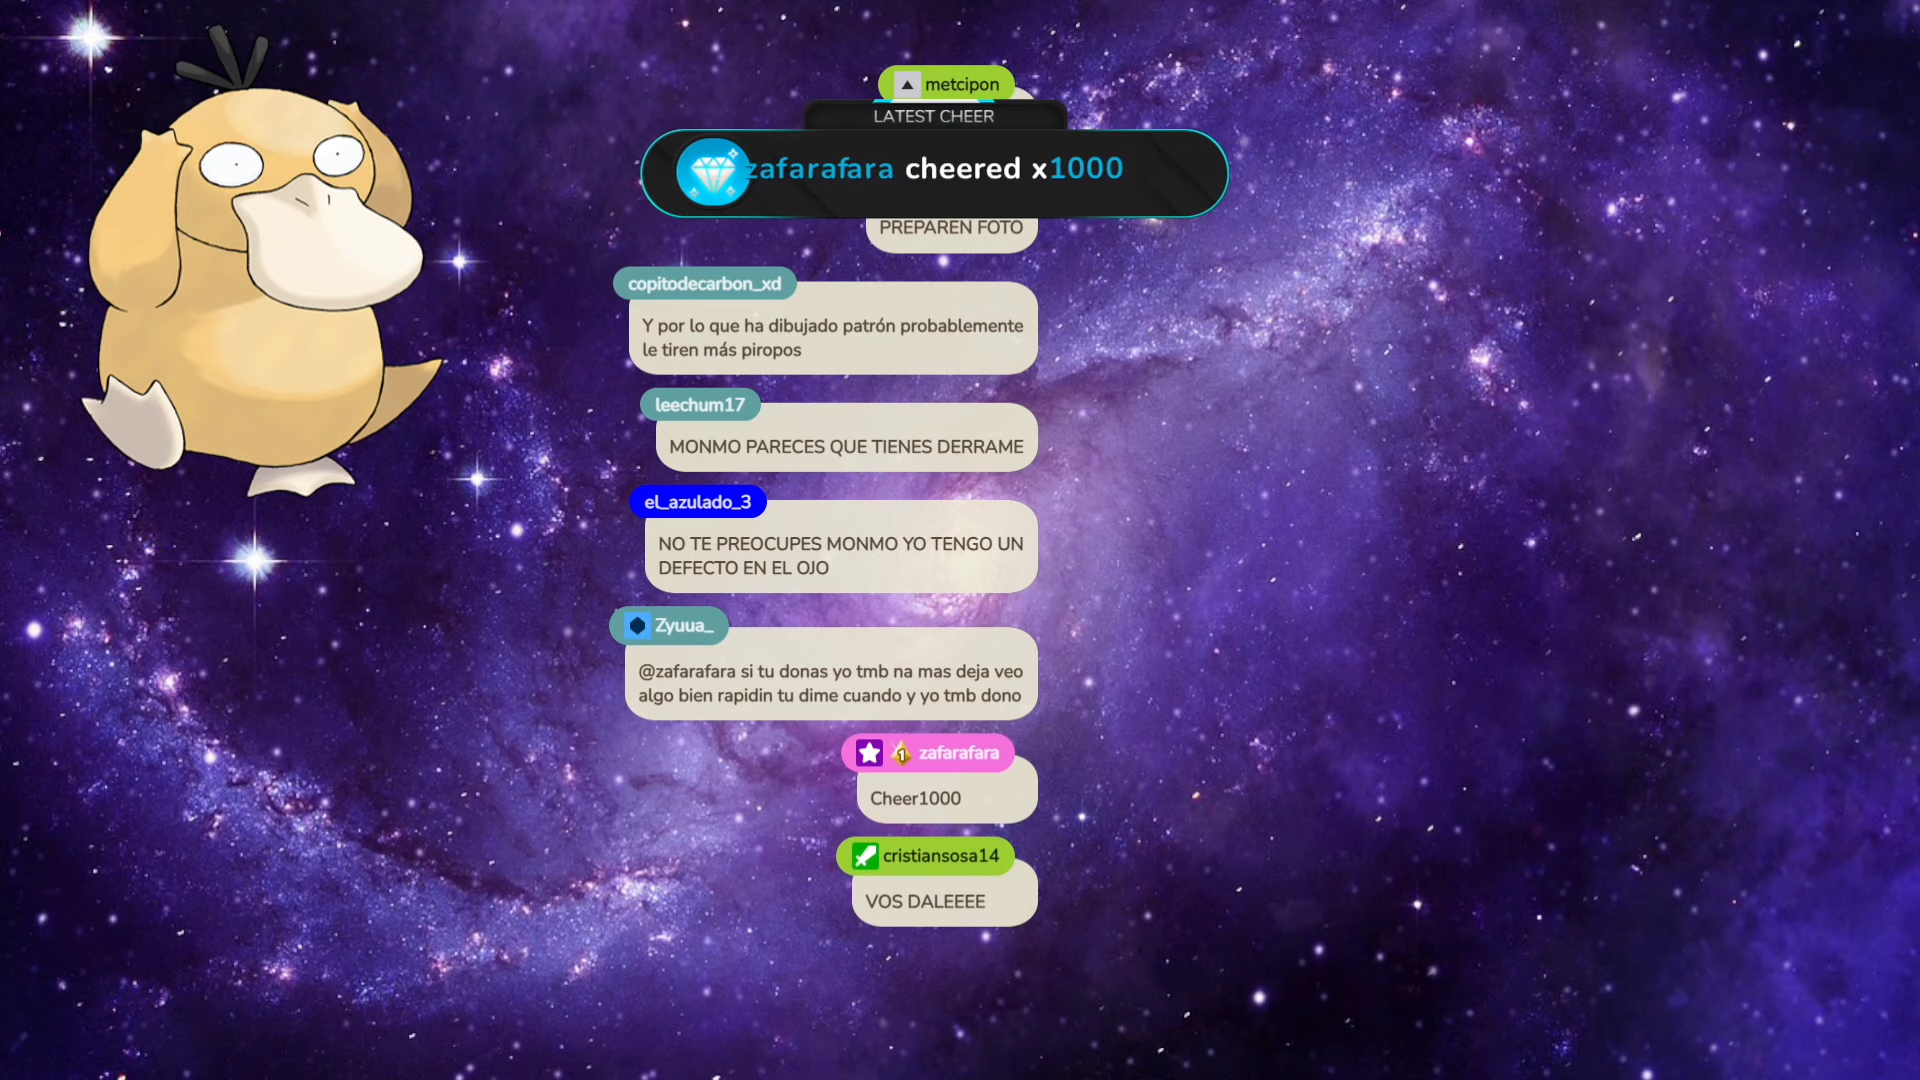 metcipon
LATEST CHEER
zafarafara cheered x1000
PREPAREN FOTO
copitodecarbon_xd
Y por lo que ha dibujado patrón probablemente
le tiren más piropos
leechum17
MONMO PARECES QUE TIENES DERRAME
el_azulado_3
NO TE PREOCUPES MONMO YO TENGO UN
DEFECTO EN EL OJO
Zyuua_
@zafarafara si tu donas yo tmb na mas deja veo
algo bien rapidin tu dime cuando y yo tmb dono
1 zafarafara
Cheer1000
cristiansosa14
VOS DALEEEE